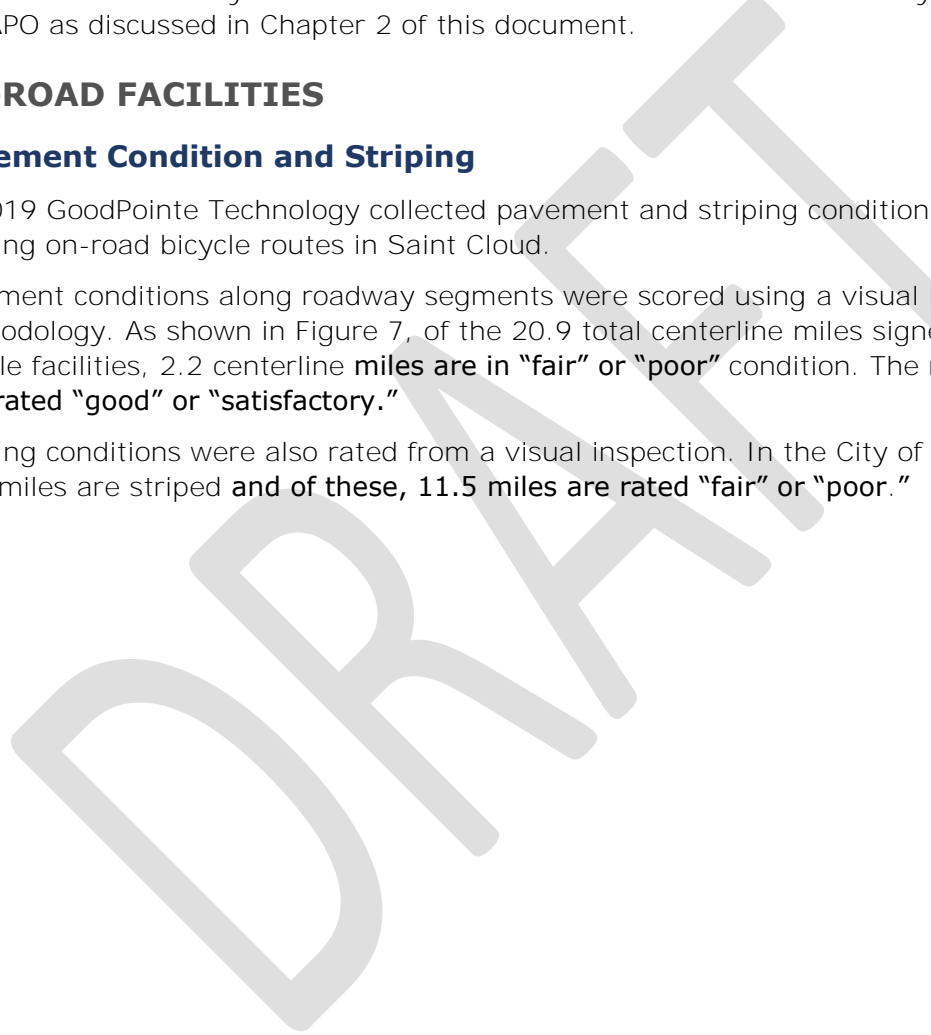 APO as discussed in Chapter 2 of this document.
ROAD FACILITIES
ement Condition and Striping
019 GoodPointe Technology collected pavement and striping condition
ng on-road bicycle routes in Saint Cloud.
ment conditions along roadway segments were scored using a visual
odology. As shown in Figure 7, of the 20.9 total centerline miles signe
le facilities, 2.2 centerline miles are in “fair” or “poor” condition. The
rated “good” or “satisfactory.”
ng conditions were also rated from a visual inspection. In the City of
miles are striped and of these, 11.5 miles are rated “fair” or “poor.”
DRAFT